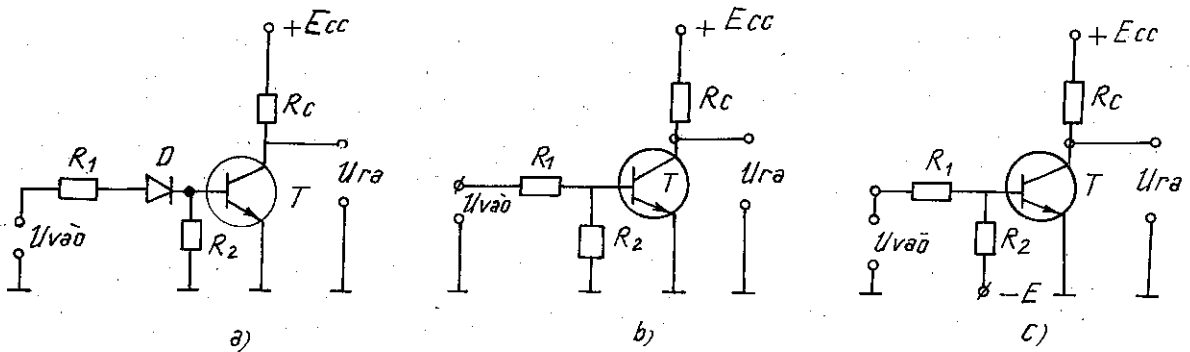 +Ecc
Rc
R1
D
T
Ura
Uvào
R2
a)
+ Ecc
Rc
R1
T
Ura
Uvào
R2
b)
+ Ecc
Rc
R1
T
Ura
Uvào
R2
-E
c)